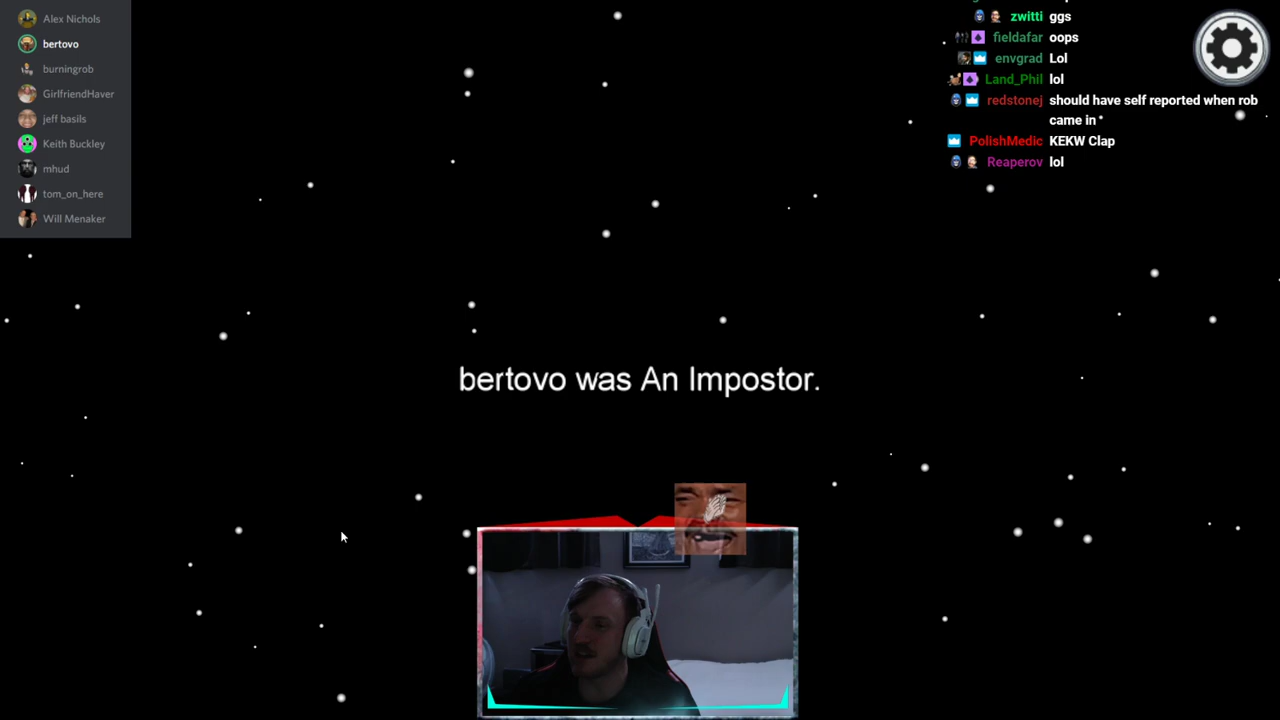 Alex Nichols
bertovo
burningrob
GirlfriendHaver
jeff basils
Keith Buckley
mhud
tom_on_here
Will Menaker
zwitti ggs
fieldafar oops
envgrad Lol
Land_Phil lol
redstonej should have self reported when rob
came in*
PolishMedic KEKW Clap
Reaperov lol
bertovo was An Impostor.